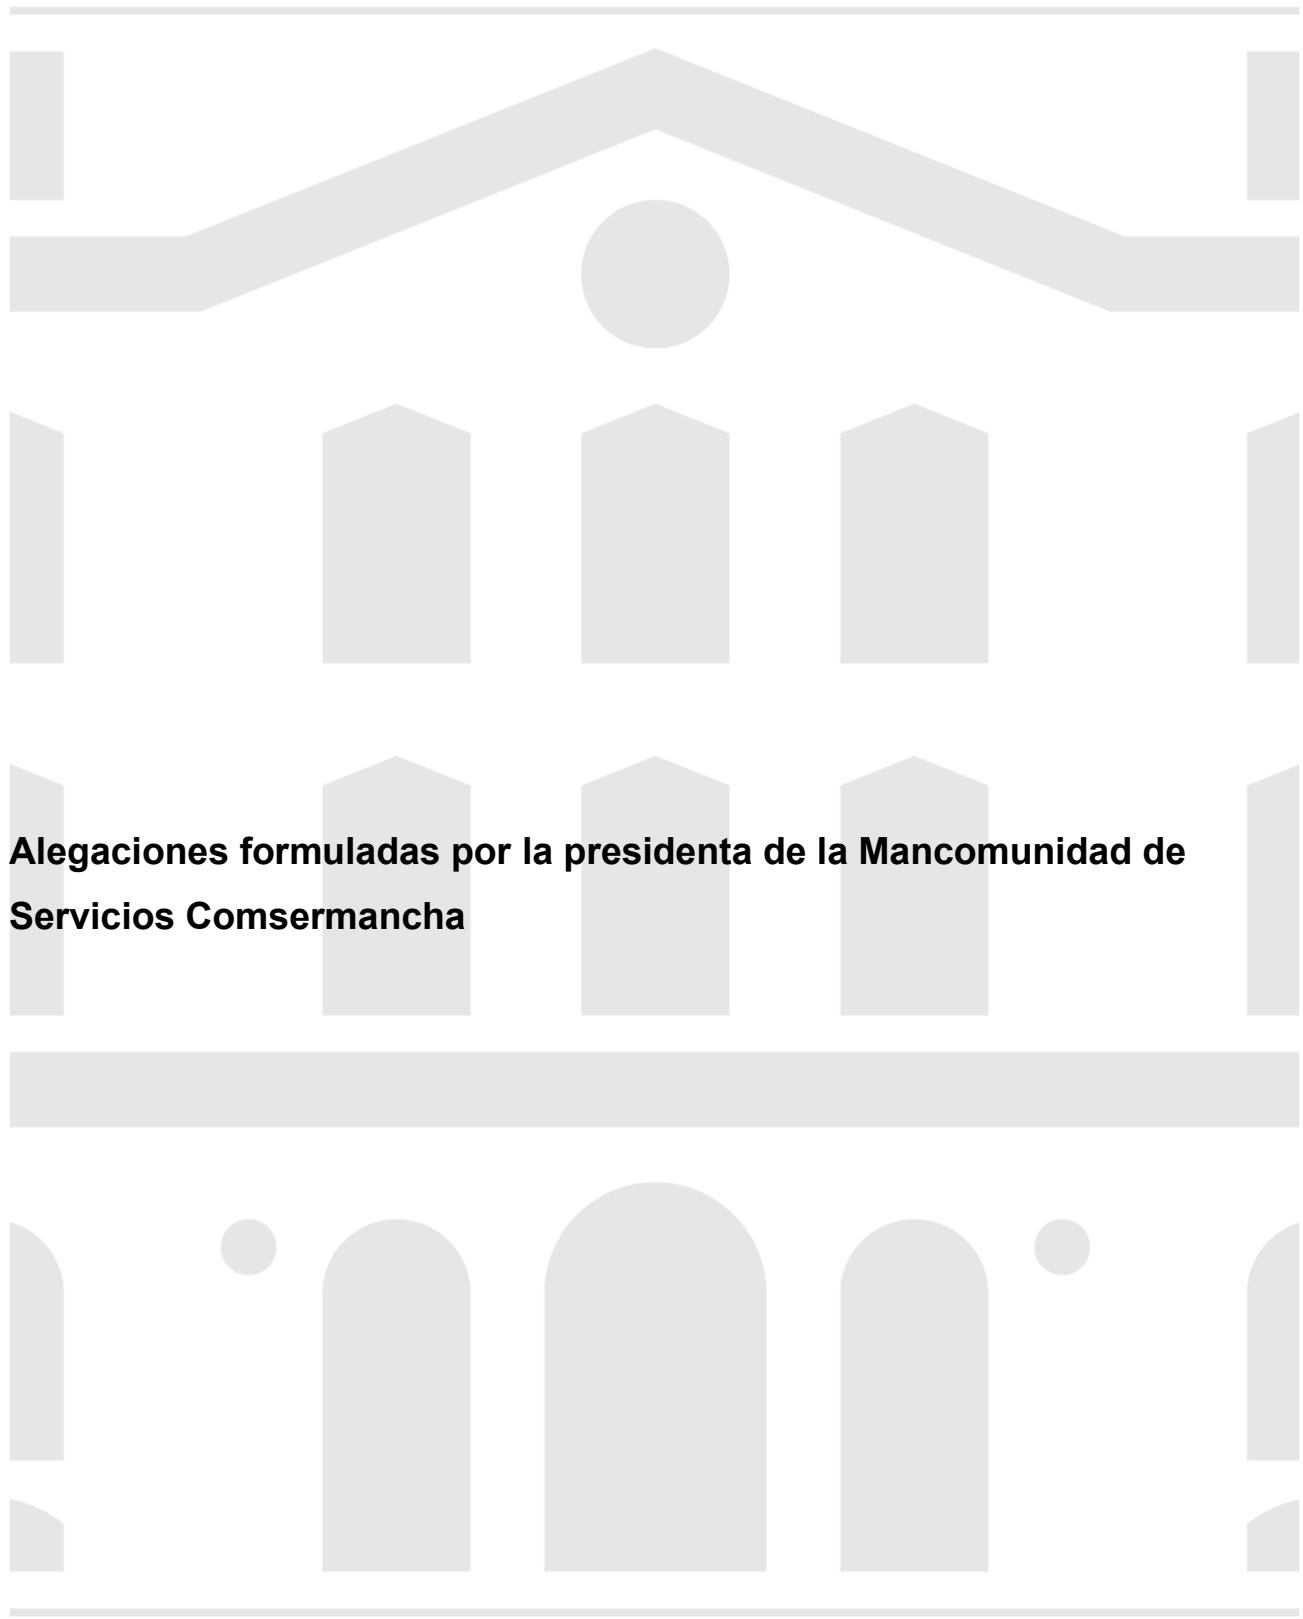 Alegaciones formuladas por la presidenta de la Mancomunidad de
Servicios Comsermancha